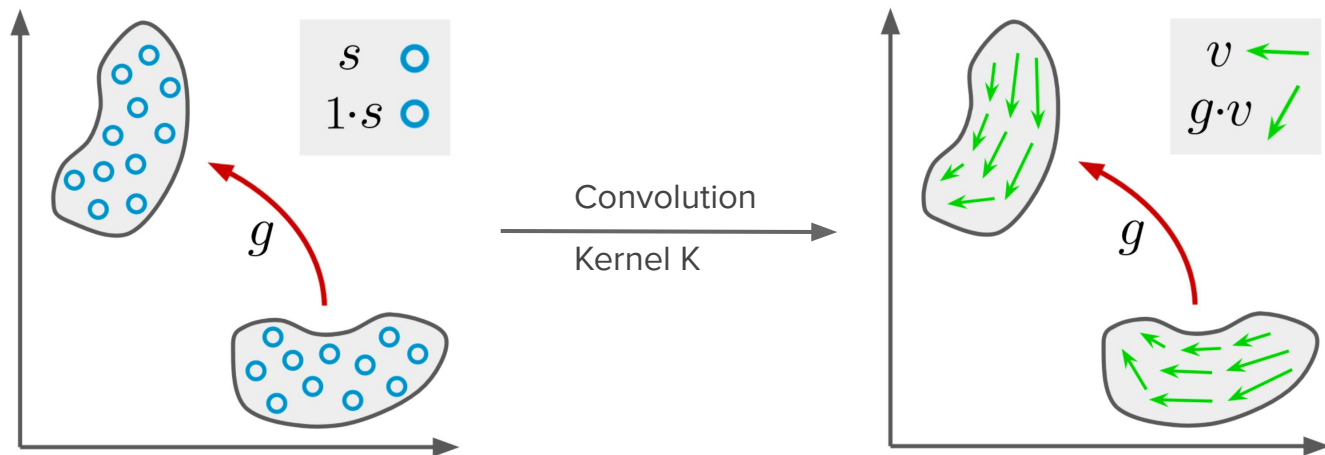 s
1·s
g
Convolution
Kernel K
v
g·v
g